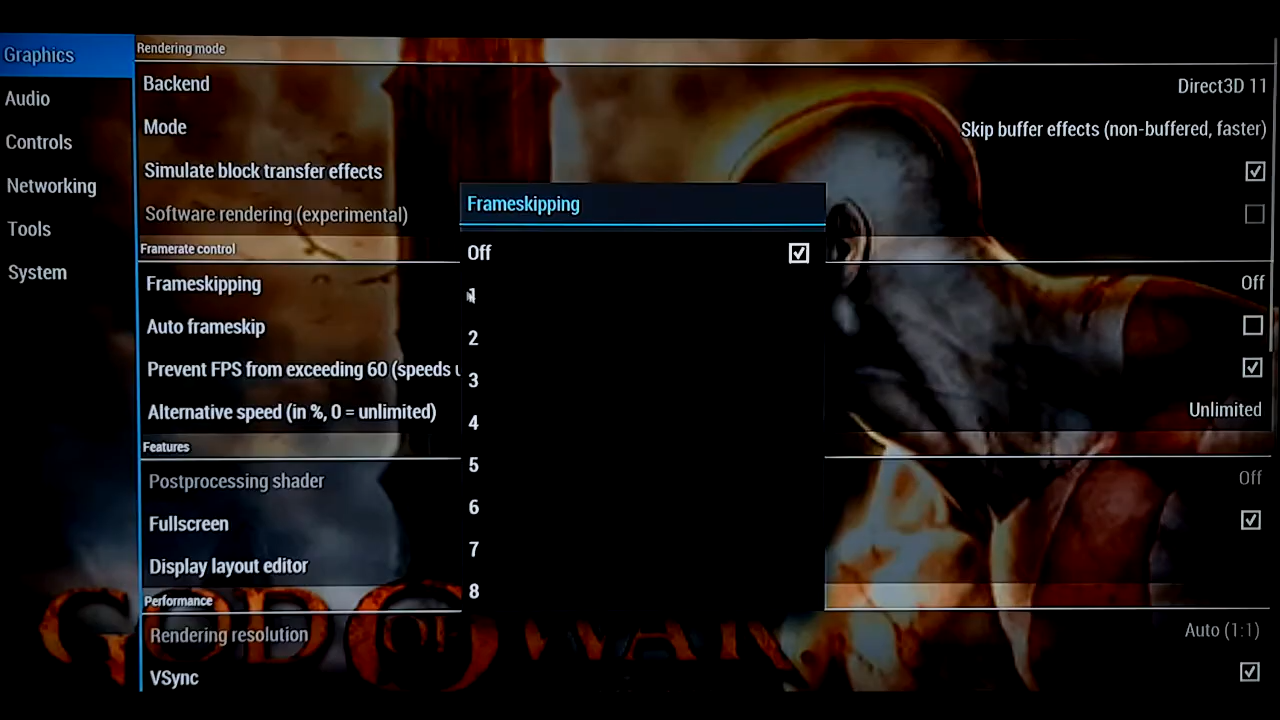 Graphics
Audio
Controls
Networking
Tools
System
Rendering mode
Backend Direct3D 11
Mode Skip buffer effects (non-buffered, faster)
Simulate block transfer effects
Software rendering (experimental)
Framerate control
Frameskipping Off
Auto frameskip
Prevent FPS from exceeding 60 (speeds
Alternative speed (in %, 0 = unlimited) Unlimited
Features
Postprocessing shader Off
Fullscreen
Display layout editor
Performance
Rendering resolution Auto (1:1)
VSync
Frameskipping
Off
1
2
3
4
5
6
7
8
GOD OF WAR